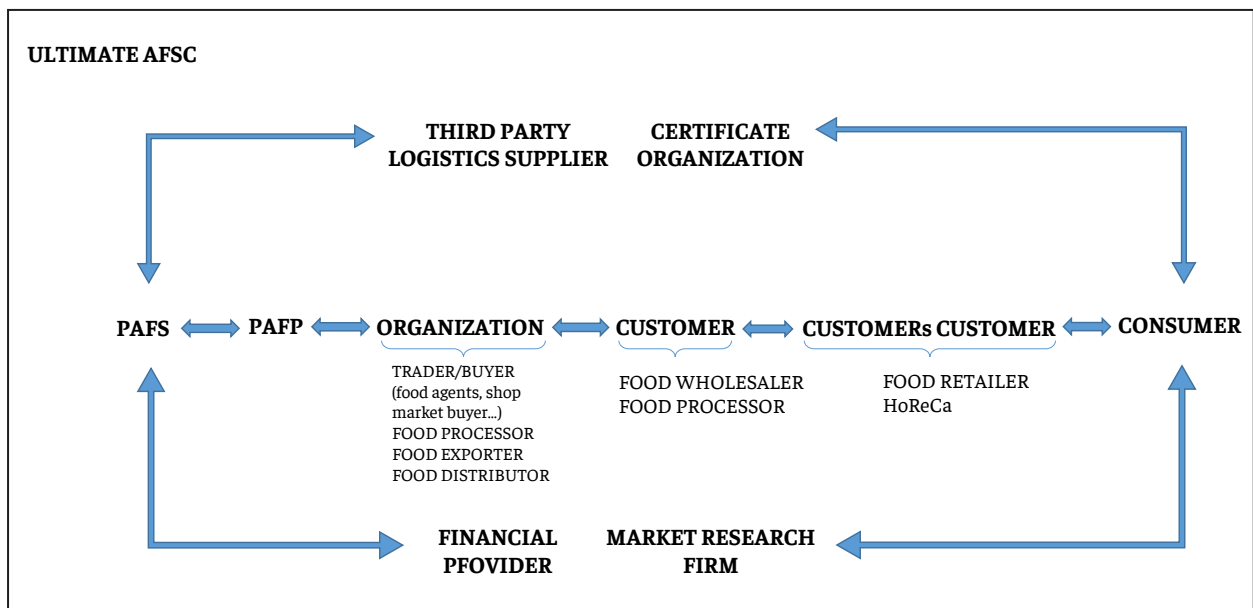 ULTIMATE AFSC
THIRD PARTY
LOGISTICS SUPPLIER
CERTIFICATE
ORGANIZATION
PAFS
PAFP
ORGANIZATION
CUSTOMER
CUSTOMERs CUSTOMER
CONSUMER
TRADER/BUYER
(food agents, shop
market buyer...)
FOOD PROCESSOR
FOOD EXPORTER
FOOD DISTRIBUTOR
FOOD WHOLESALER
FOOD PROCESSOR
FOOD RETAILER
HoReCa
FINANCIAL
PFOVIDER
MARKET RESEARCH
FIRM